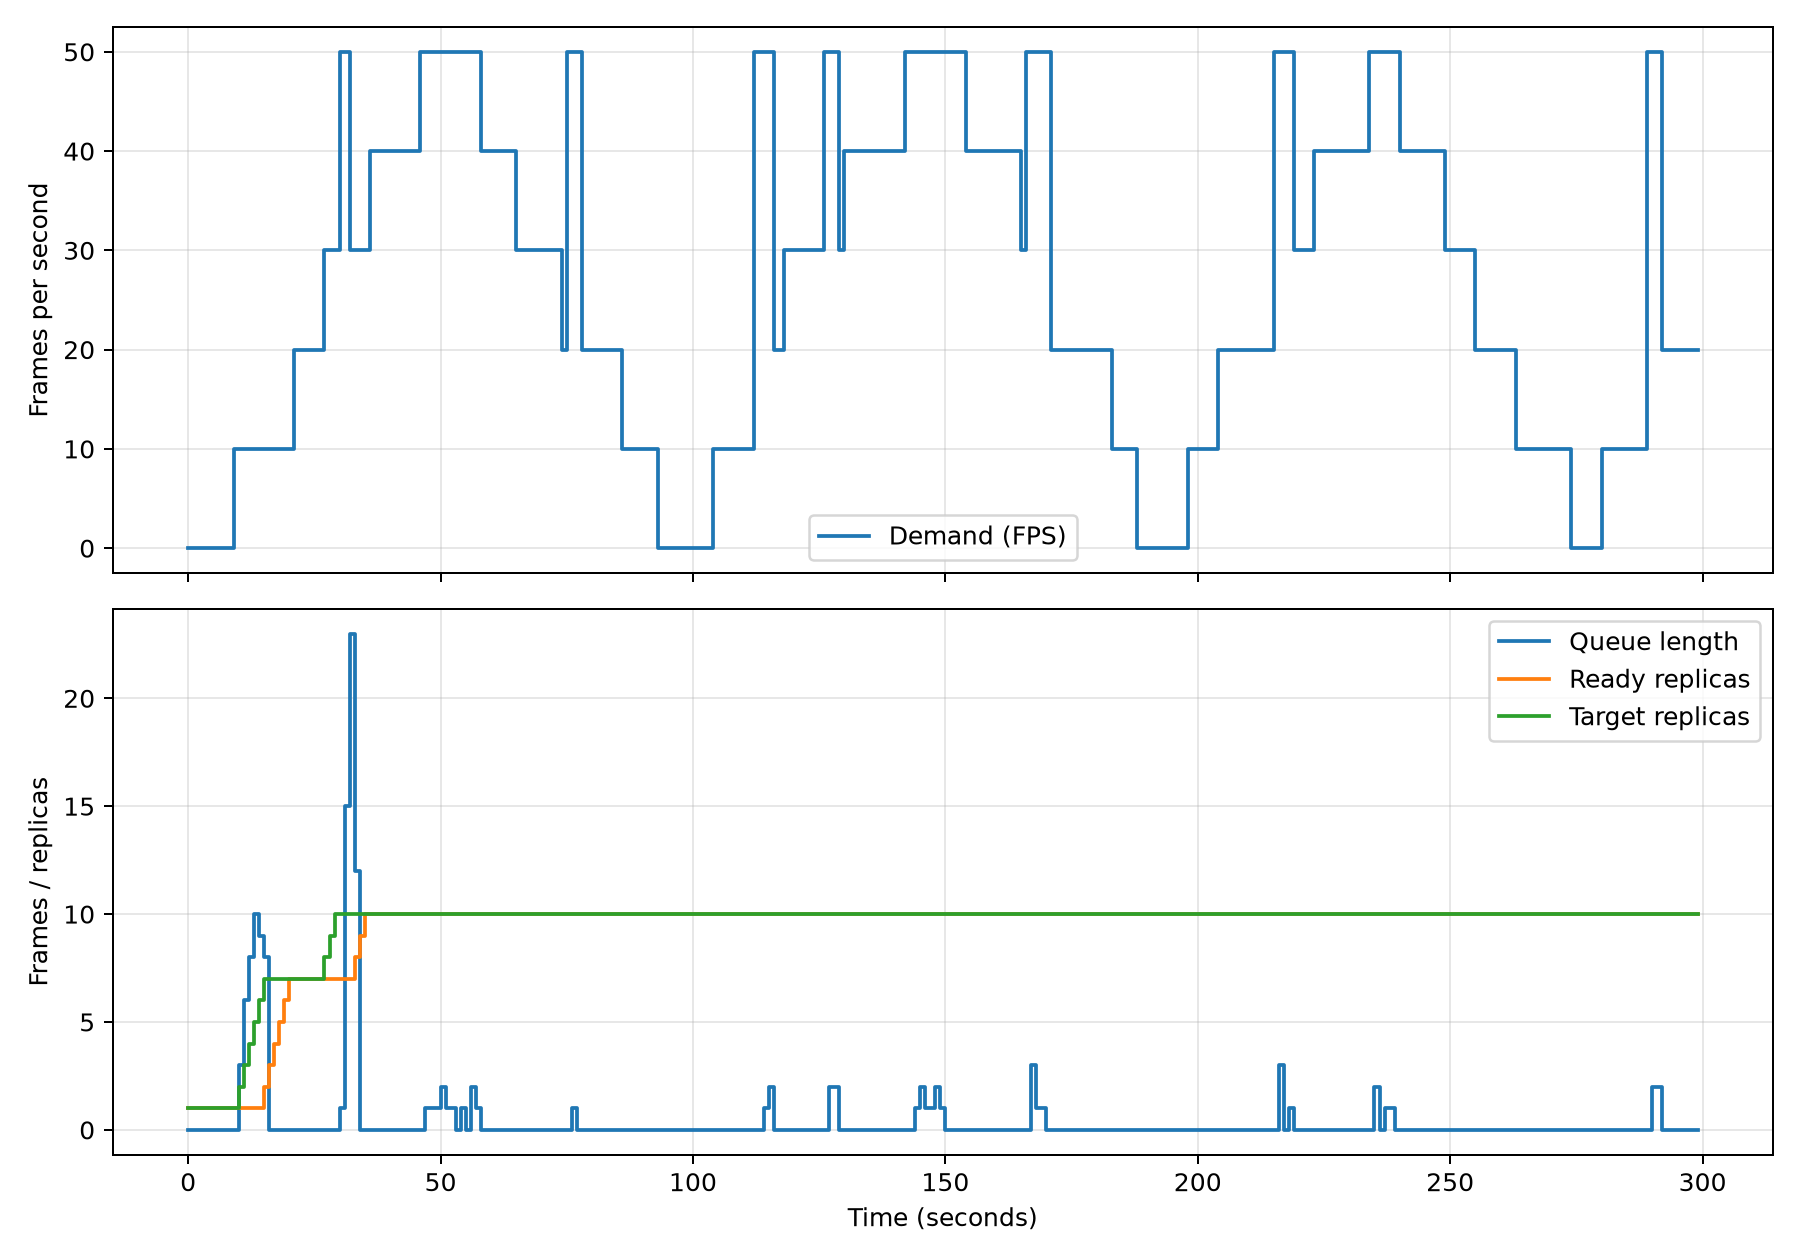 50
40
30
20
10
0
Frames per second
Demand (FPS)
20
15
10
5
0
Frames / replicas
Queue length
Ready replicas
Target replicas
0 50 100 150 200 250 300
Time (seconds)